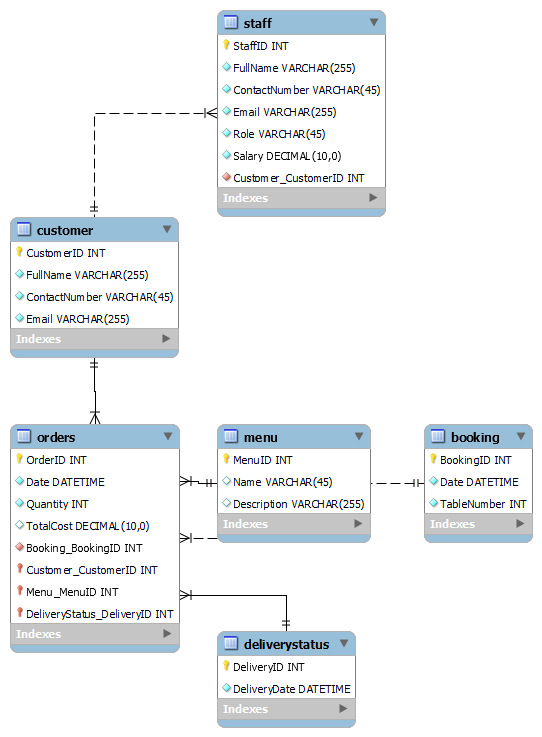 staff
StaffID INT
FullName VARCHAR(255)
ContactNumber VARCHAR(45)
Email VARCHAR(255)
Role VARCHAR(45)
Salary DECIMAL(10,0)
Customer_CustomerID INT
Indexes
customer
CustomerID INT
FullName VARCHAR(255)
ContactNumber VARCHAR(45)
Email VARCHAR(255)
Indexes
orders
OrderID INT
Date DATETIME
Quantity INT
TotalCost DECIMAL(10,0)
Booking_BookingID INT
Customer_CustomerID INT
Menu_MenuID INT
DeliveryStatus_DeliveryID INT
Indexes
menu
MenuID INT
Name VARCHAR(45)
Description VARCHAR(255)
Indexes
booking
BookingID INT
Date DATETIME
TableNumber INT
Indexes
deliverystatus
DeliveryID INT
DeliveryDate DATETIME
Indexes